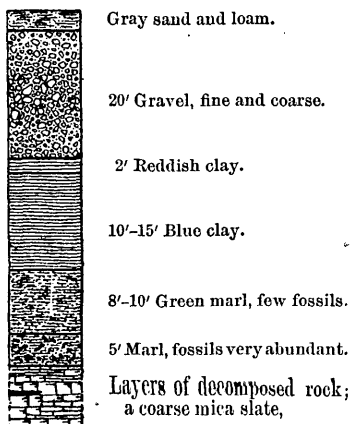 Gray sand and loam.
20′ Gravel, fine and coarse.
2′ Reddish clay.
10′–15′ Blue clay.
8′–10′ Green marl, few fossils.
5′ Marl, fossils very abundant.
Layers of decomposed rock;
a coarse mica slate,